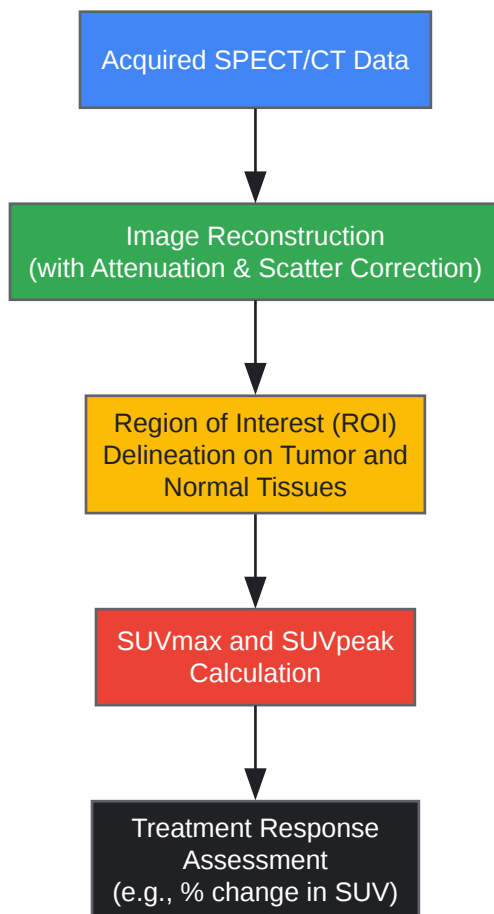 Acquired SPECT/CT Data
Image Reconstruction
(with Attenuation & Scatter Correction)
Region of Interest (ROI)
Delineation on Tumor and
Normal Tissues
SUVmax and SUVpeak
Calculation
Treatment Response
Assessment
(e.g., % change in SUV)